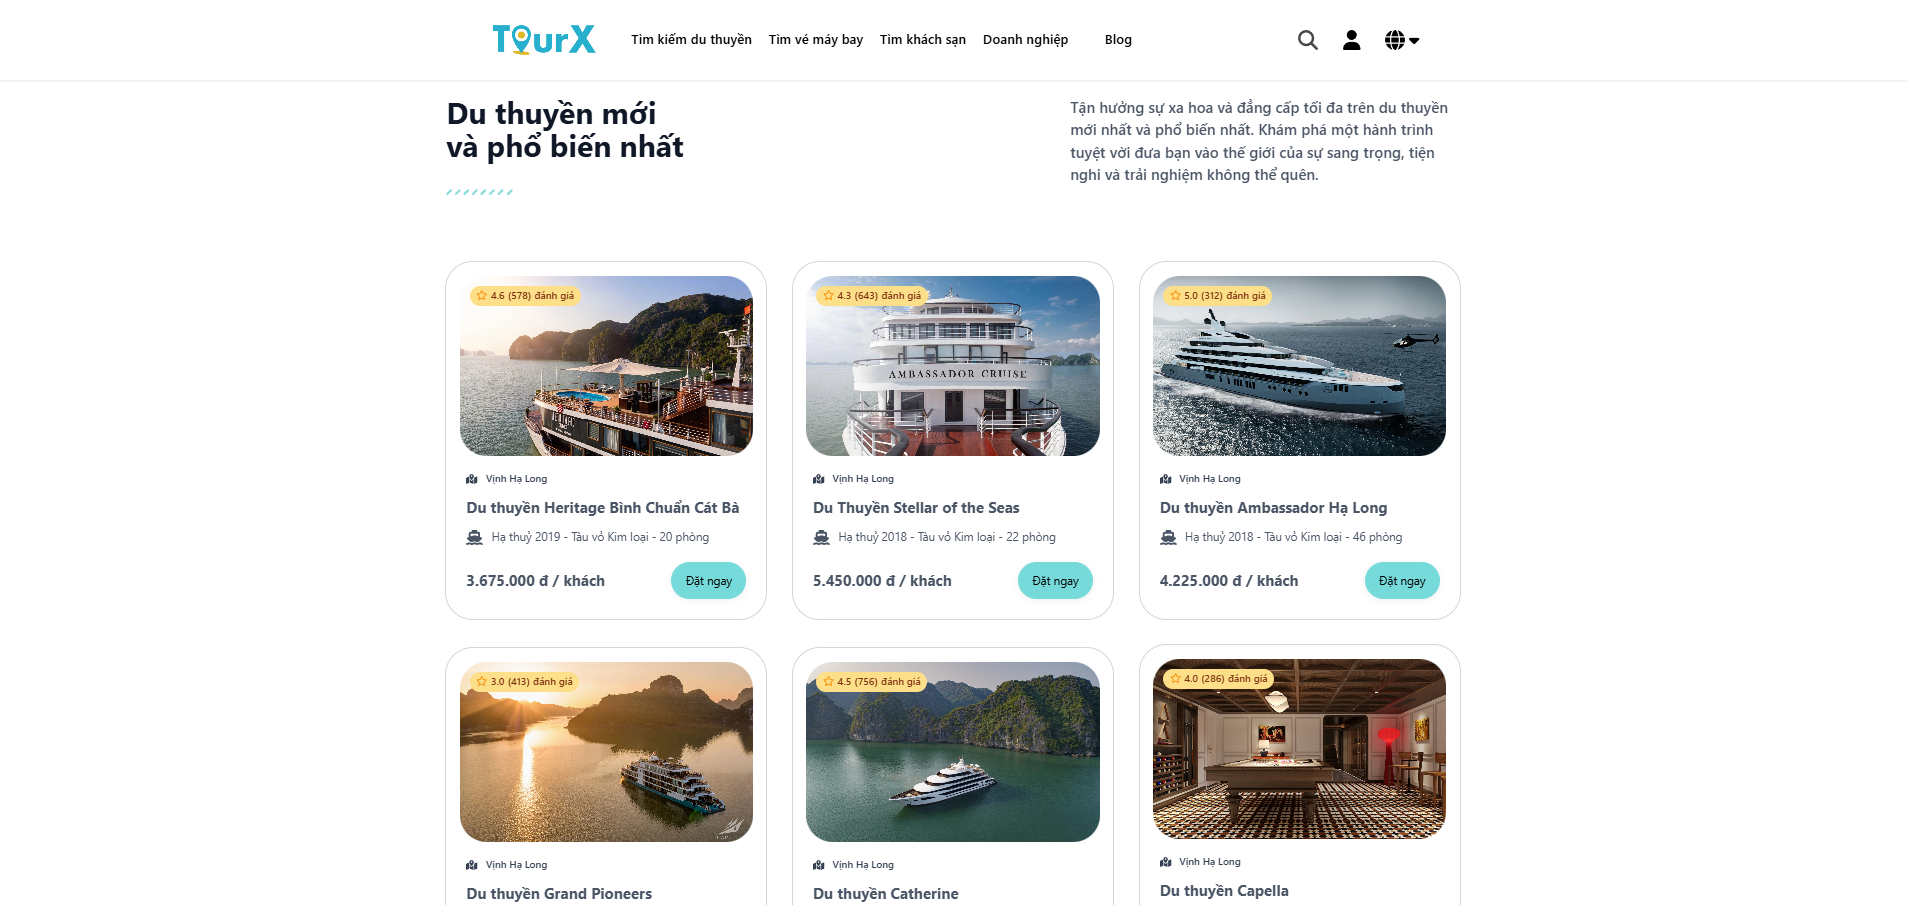 TourX
Tìm kiếm du thuyền
Tìm vé máy bay
Tìm khách sạn
Doanh nghiệp
Blog
Du thuyền mới
và phổ biến nhất
Tận hưởng sự xa hoa và đẳng cấp tối đa trên du thuyền
mới nhất và phổ biến nhất. Khám phá một hành trình
tuyệt vời đưa bạn vào thế giới của sự sang trọng, tiện
nghi và trải nghiệm không thể quên.
4.6 (578) đánh giá
Vịnh Hạ Long
Du thuyền Heritage Bình Chuẩn Cát Bà
Hạ thuỷ 2019 - Tàu vỏ Kim loại - 20 phòng
3.675.000 đ / khách
Đặt ngay
4.3 (643) đánh giá
AMBASSADOR CRUISE
Vịnh Hạ Long
Du Thuyền Stellar of the Seas
Hạ thuỷ 2018 - Tàu vỏ Kim loại - 22 phòng
5.450.000 đ / khách
Đặt ngay
5.0 (312) đánh giá
Vịnh Hạ Long
Du thuyền Ambassador Hạ Long
Hạ thuỷ 2018 - Tàu vỏ Kim loại - 46 phòng
4.225.000 đ / khách
Đặt ngay
3.0 (413) đánh giá
Vịnh Hạ Long
Du thuyền Grand Pioneers
4.5 (756) đánh giá
Vịnh Hạ Long
Du thuyền Catherine
4.0 (286) đánh giá
Vịnh Hạ Long
Du thuyền Capella